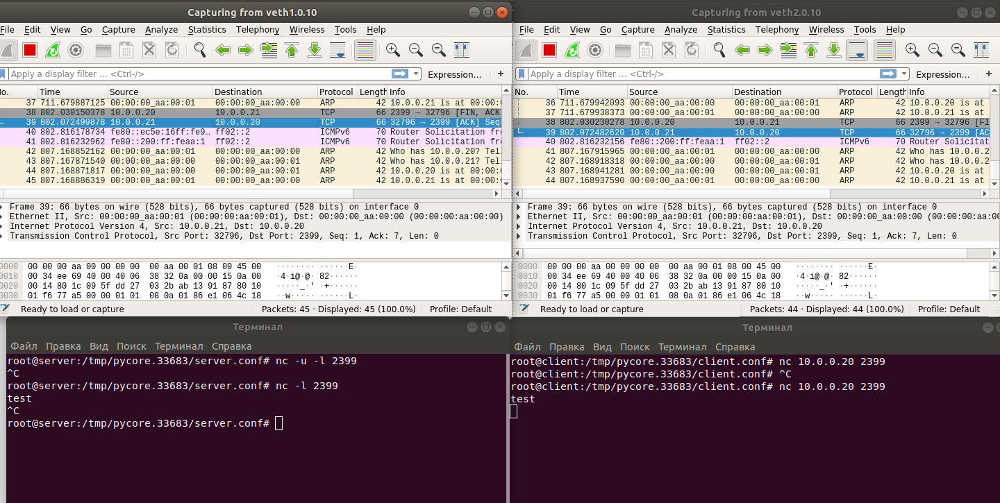 Capturing from veth1.0.10
File Edit View Go Capture Analyze Statistics Telephony Wireless Tools Help
Apply a display filter ... <Ctrl-/> Expression... +
No. Time Source Destination Protocol Length Info
37 711.679887125 00:00:00_aa:00:01 00:00:00_aa:00:00 ARP 42 10.0.0.21 is at 00:00:0
38 802.030150378 10.0.0.20 10.0.0.21 TCP 66 2399 → 32796 [FIN, ACK
39 802.072499878 10.0.0.21 10.0.0.20 TCP 66 32796 → 2399 [ACK] Seq=
40 802.816178734 fe80::ec5e:16ff:fe9… ff02::2 ICMPv6 70 Router Solicitation fro
41 802.816232962 fe80::200:ff:feaa:1 ff02::2 ICMPv6 70 Router Solicitation fro
42 807.168852162 00:00:00_aa:00:01 00:00:00_aa:00:00 ARP 42 Who has 10.0.0.20? Tell
43 807.167871540 00:00:00_aa:00:00 00:00:00_aa:00:01 ARP 42 Who has 10.0.0.21? Tell
44 807.168871817 00:00:00_aa:00:00 00:00:00_aa:00:01 ARP 42 10.0.0.20 is at 00:00:0
45 807.168886319 00:00:00_aa:00:01 00:00:00_aa:00:00 ARP 42 10.0.0.21 is at 00:00:0
Frame 39: 66 bytes on wire (528 bits), 66 bytes captured (528 bits) on interface 0
Ethernet II, Src: 00:00:00_aa:00:01 (00:00:00:aa:00:01), Dst: 00:00:00_aa:00:00 (00:00:00:aa:00:00)
Internet Protocol Version 4, Src: 10.0.0.21, Dst: 10.0.0.20
Transmission Control Protocol, Src Port: 32796, Dst Port: 2399, Seq: 1, Ack: 7, Len: 0
0000 00 00 00 aa 00 00 00 00 00 aa 00 01 08 00 45 00 ········ ······E·
0010 00 34 ee 69 40 00 40 06 38 32 0a 00 00 15 0a 00 ·4·i@·@· 82······
0020 00 14 80 1c 09 5f dd 27 03 2b ab 13 91 87 80 10 ·····_·' ·+······
0030 01 f6 77 a5 00 00 01 01 08 0a 01 86 e1 06 4c 18 ··w····· ······L·
Ready to load or capture Packets: 45 · Displayed: 45 (100.0%) Profile: Default
Capturing from veth2.0.10
File Edit View Go Capture Analyze Statistics Telephony Wireless Tools Help
Apply a display filter ... <Ctrl-/> Expression... +
No. Time Source Destination Protocol Length Info
36 711.679942093 00:00:00_aa:00:00 00:00:00_aa:00:01 ARP 42 10.0.0.20 is at
37 711.679938373 00:00:00_aa:00:01 00:00:00_aa:00:00 ARP 42 10.0.0.21 is at
38 802.030230278 10.0.0.20 10.0.0.21 TCP 66 2399 → 32796 [FI
39 802.072482620 10.0.0.21 10.0.0.20 TCP 66 32796 → 2399 [AC
40 802.816232156 fe80::200:ff:feaa:1 ff02::2 ICMPv6 70 Router Solicitat
41 807.167915965 00:00:00_aa:00:01 00:00:00_aa:00:00 ARP 42 Who has 10.0.0.2
42 807.168918318 00:00:00_aa:00:00 00:00:00_aa:00:01 ARP 42 Who has 10.0.0.2
43 807.168941281 00:00:00_aa:00:00 00:00:00_aa:00:01 ARP 42 10.0.0.20 is at
44 807.168937590 00:00:00_aa:00:01 00:00:00_aa:00:00 ARP 42 10.0.0.21 is at
Frame 39: 66 bytes on wire (528 bits), 66 bytes captured (528 bits) on interface 0
Ethernet II, Src: 00:00:00_aa:00:01 (00:00:00:aa:00:01), Dst: 00:00:00_aa:00:00 (00:00:00:aa:00
Internet Protocol Version 4, Src: 10.0.0.21, Dst: 10.0.0.20
Transmission Control Protocol, Src Port: 32796, Dst Port: 2399, Seq: 1, Ack: 7, Len: 0
0000 00 00 00 aa 00 00 00 00 00 aa 00 01 08 00 45 00 ········ ······E·
0010 00 34 ee 69 40 00 40 06 38 32 0a 00 00 15 0a 00 ·4·i@·@· 82······
0020 00 14 80 1c 09 5f dd 27 03 2b ab 13 91 87 80 10 ·····_·' ·+······
0030 01 f6 77 a5 00 00 01 01 08 0a 01 86 e1 06 4c 18 ··w····· ······L·
Ready to load or capture Packets: 44 · Displayed: 44 (100.0%) Profile: Default
Терминал
Файл Правка Вид Поиск Терминал Справка
root@server:/tmp/pycore.33683/server.conf# nc -u -l 2399
^C
root@server:/tmp/pycore.33683/server.conf# nc -l 2399
test
^C
root@server:/tmp/pycore.33683/server.conf#
Терминал
Файл Правка Вид Поиск Терминал Справка
root@client:/tmp/pycore.33683/client.conf# nc 10.0.0.20 2399
root@client:/tmp/pycore.33683/client.conf# ^C
root@client:/tmp/pycore.33683/client.conf# nc 10.0.0.20 2399
test